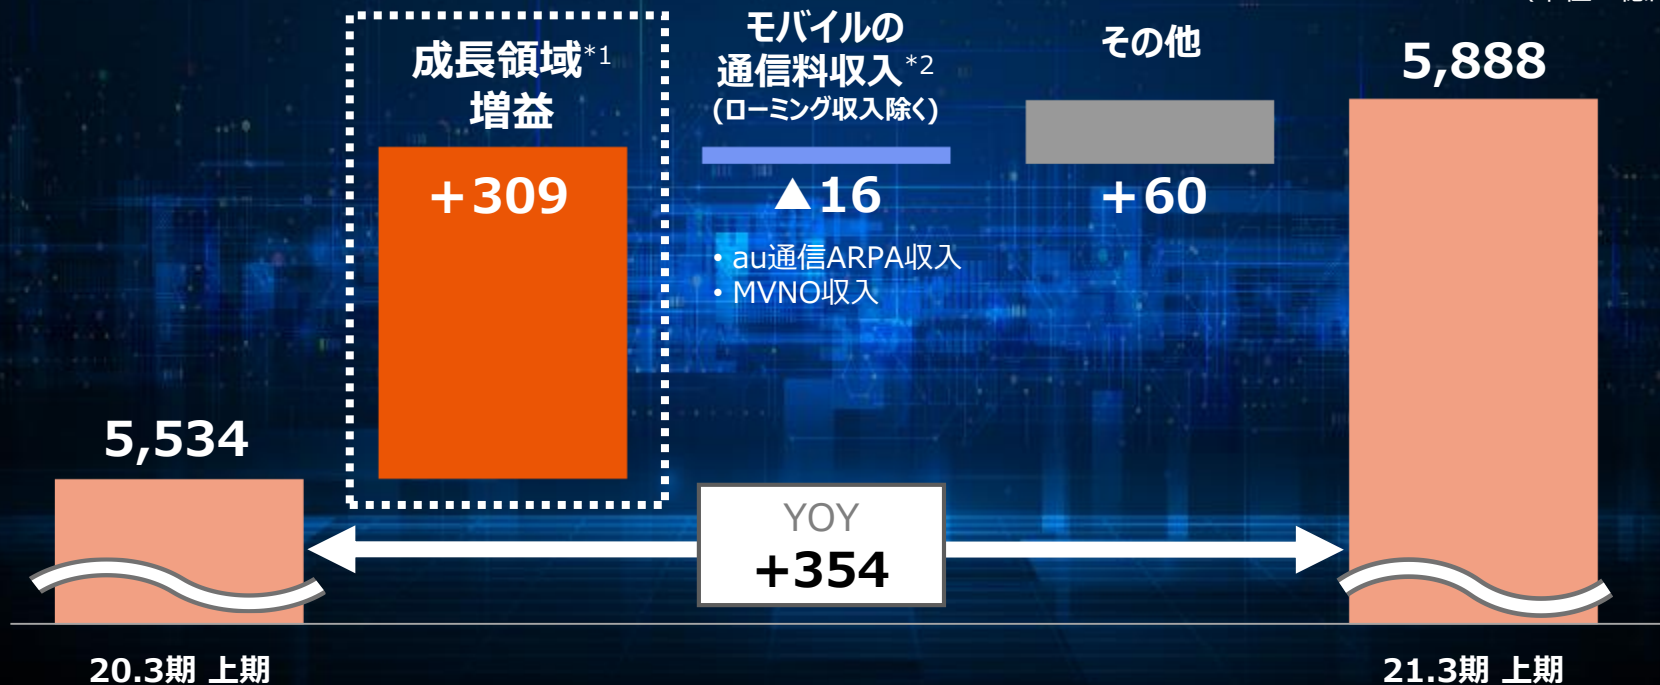 成長領域*1
増益
+309
モバイルの
通信料収入*2
(ローミング収入除く)
▲16
• au通信ARPA収入
• MVNO収入
その他
+60
5,888
5,534
YOY
+354
20.3期 上期
21.3期 上期